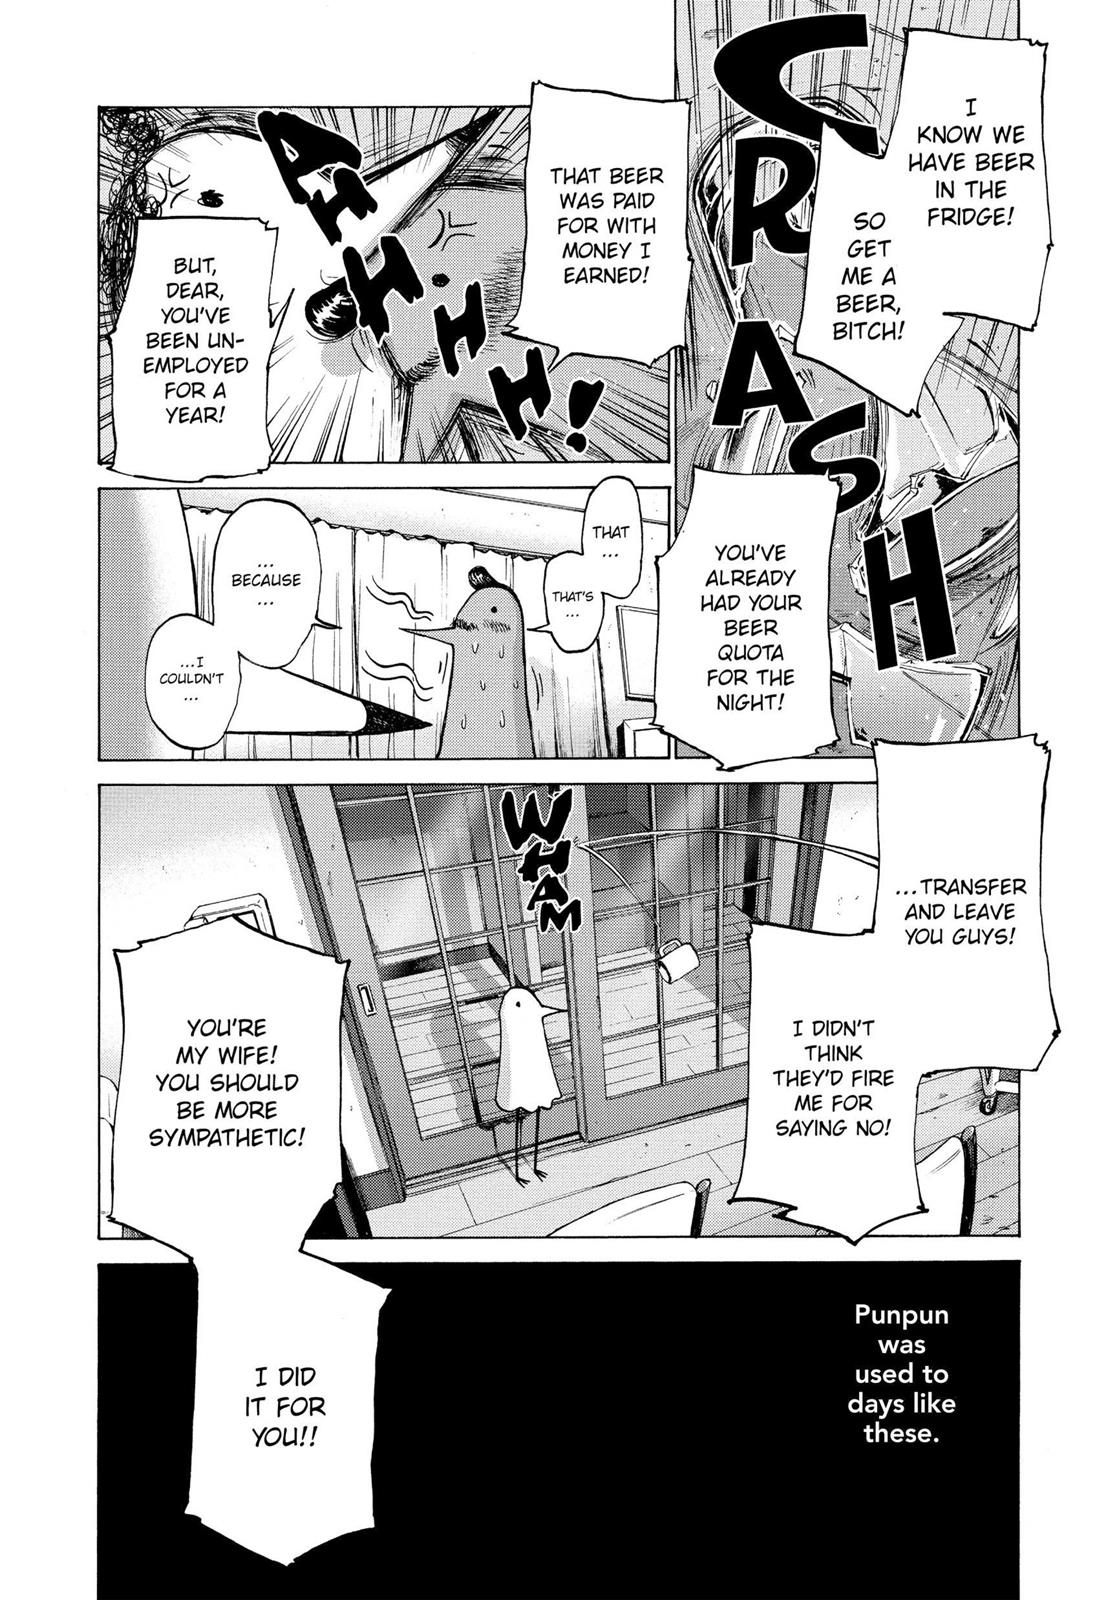 I
KNOW WE
HAVE BEER
IN THE
FRIDGE!
SO
GET
ME A
BEER,
BITCH!
CRASH
YOU'VE
ALREADY
HAD YOUR
BEER
QUOTA
FOR THE
NIGHT!
THAT BEER
WAS PAID
FOR WITH
MONEY I
EARNED!
AHHHHH!
BUT,
DEAR,
YOU'VE
BEEN UN-
EMPLOYED
FOR A
YEAR!
THAT
...
THAT'S...
...
BECAUSE
...
...I
COULDN'T
...
...TRANSFER
AND LEAVE
YOU GUYS!
I DIDN'T
THINK
THEY'D FIRE
ME FOR
SAYING NO!
WHAM
YOU'RE
MY WIFE!
YOU SHOULD
BE MORE
SYMPATHETIC!
I DID
IT FOR
YOU!!
Punpun
was
used to
days like
these.